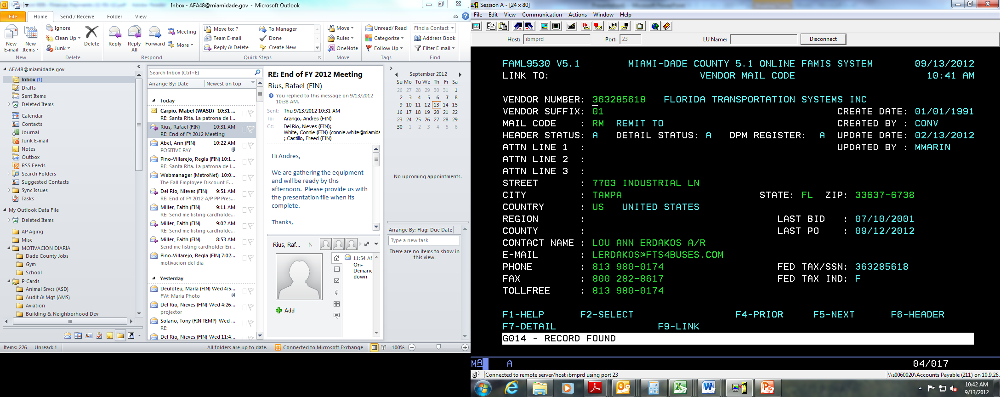 Inbox - AFA48@miamidade.gov - Microsoft Outlook
File Home Send / Receive Folder View
New E-mail
New Items
New
Ignore
Clean Up
Junk
Delete
Delete
Reply
Reply All
Forward
Meeting
More
Respond
Move to: ?
Team E-mail
Reply & Delete
To Manager
Done
Create New
Quick Steps
Move
Rules
OneNote
Move
Unread/ Read
Categorize
Follow Up
Tags
Find a Contact
Address Book
Filter E-mail
Find
AFA48@miamidade.gov
Inbox (1)
Drafts
Sent Items
Deleted Items
Calendar
Contacts
Journal
Junk E-mail
Notes
Outbox
RSS Feeds
Search Folders
Suggested Contacts
Sync Issues
Tasks
My Outlook Data File
Deleted Items
AP Aging
Misc
MOTIVACION DIARIA
Dade County Jobs
Gym
School
P-Cards
Animal Srvcs (ASD)
Audit & Mgt (AMS)
Aviation
Building & Neighborhood Dev
Search Inbox (Ctrl+E)
Arrange By: Date Newest on top
Today
Carpio, Mabel (WASD) 10:31 ...
RE: Santa Rita. La patrona de l...
Rius, Rafael (FIN) 10:31 AM
RE: End of FY 2012 Meeting
Abel, Ann (FIN) 10:22 AM
POSITIVE PAY
Pino-Villarejo, Regla (FIN) 10:1...
RE: Santa Rita. La patrona de l...
Webmanager (MetroNet) 10:0...
The Fall Employee Discount F...
Del Rio, Nieves (FIN) 9:51 AM
RE: End of FY 2012 A/P PP Pres...
Miller, Faith (FIN) 9:11 AM
RE: Send me listing cardholde...
Miller, Faith (FIN) 9:02 AM
RE: Send me listing cardholde...
Miller, Faith (FIN) 8:53 AM
Send me listing cardholder Eri...
Pino-Villarejo, Regla (FIN) 7:02...
motivacion del dia
Yesterday
Deulofeu, Marla (FIN) Wed 4:5...
FW: Maria Photo
Del Rio, Nieves (FIN) Wed 4:26...
projector
Solano, Tony (FIN TEMP) Wed ...
RE:
Del Rio, Nieves (FIN) Wed 11:4...
RE: End of FY 2012 Meeting
Rius, Rafael (FIN)
You replied to this message on 9/13/2012
10:38 AM.
Sent: Thu 9/13/2012 10:31 AM
To: Arango, Andres (FIN)
Cc: Del Rio, Nieves (FIN);
White, Connie (FIN) (connie.white@miamida
; Castillo, Freed (FIN)
Hi Andres,
We are gathering the equipment
and will be ready by this
afternoon. Please provide us with
the presentation file when its
complete.
Thanks,
Rius, Raf...
Add
11:54 AM
On-
Demanc
down
September 2012
Su Mo Tu We Th Fr Sa
26 27 28 29 30 31 1
2 3 4 5 6 7 8
9 10 11 12 13 14 15
16 17 18 19 20 21 22
23 24 25 26 27 28 29
30 1 2 3 4 5 6
No upcoming appointments.
Arrange By: Flag: Due Date
Type a new task
There are no items to show in
this view.
Items: 226 Unread: 1 All folders are up to date. Connected to Microsoft Exchange 100%
Session A - [24 x 80]
File Edit View Communication Actions Window Help
Host: ibmprd Port: 23 LU Name: Disconnect
FAML9530 V5.1 MIAMI-DADE COUNTY 5.1 ONLINE FAMIS SYSTEM 09/13/2012
LINK TO: VENDOR MAIL CODE 10:41 AM
VENDOR NUMBER: 363285618 FLORIDA TRANSPORTATION SYSTEMS INC
VENDOR SUFFIX: 01 CREATE DATE: 01/01/1991
MAIL CODE : RM REMIT TO CREATED BY : CONV
HEADER STATUS: A DETAIL STATUS: A DPM REGISTER: A UPDATE DATE: 02/13/2012
ATTN LINE 1 : UPDATED BY : MMARIN
ATTN LINE 2 :
ATTN LINE 3 :
STREET : 7703 INDUSTRIAL LN
CITY : TAMPA STATE: FL ZIP: 33637-6738
COUNTRY : US UNITED STATES
REGION : LAST BID : 07/10/2001
COUNTY : LAST PO : 09/12/2012
CONTACT NAME : LOU ANN ERDAKOS A/R
E-MAIL : LERDAKOS@FTS4BUSES.COM
PHONE : 813 980-0174 FED TAX/SSN: 363285618
FAX : 800 282-8617 FED TAX IND: F
TOLLFREE : 813 980-0174
F1-HELP F2-SELECT F4-PRIOR F5-NEXT F6-HEADER
F7-DETAIL F9-LINK
G014 - RECORD FOUND
MA A 04/017
Connected to remote server/host ibmprd using port 23 \\s0060020\Accounts Payable (211) on 10.9.26.
10:42 AM
9/13/2012